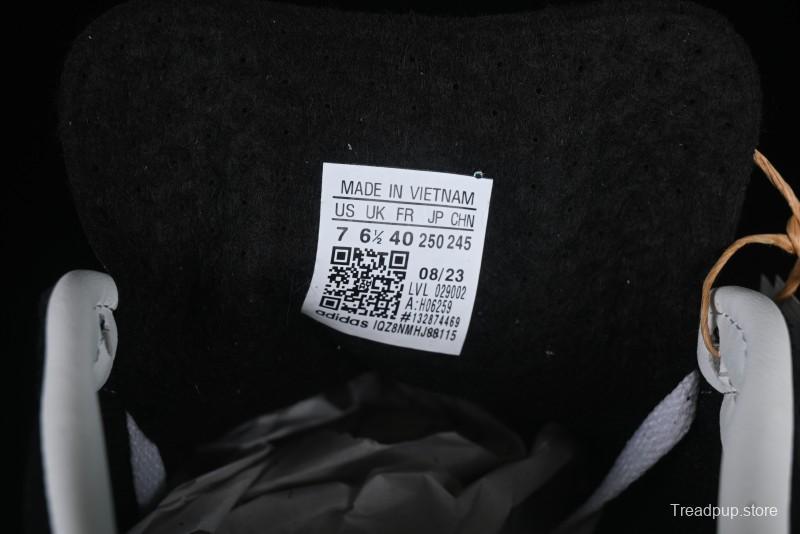 MADE IN VIETNAM
US UK FR JP CHN
7 6½ 40 250 245
08/23
LVL 029002
A:H06259
#132874469
adidas IQZ8NMHJ98115
Treadpup.store